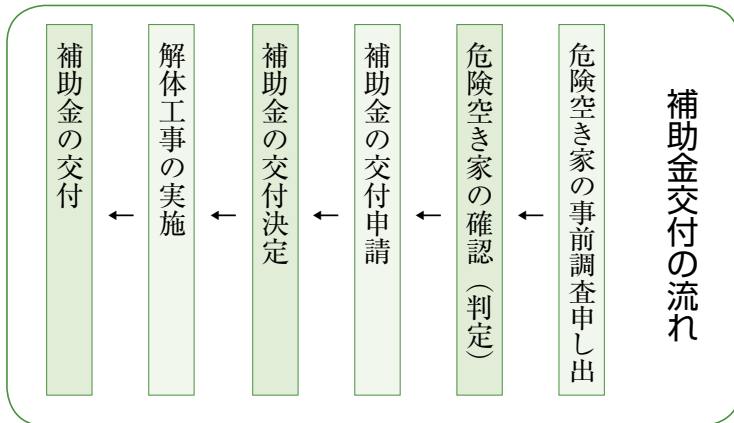 補助金交付の流れ
危険空き家の事前調査申し出
←
危険空き家の確認（判定）
←
補助金の交付申請
←
補助金の交付決定
←
解体工事の実施
←
補助金の交付